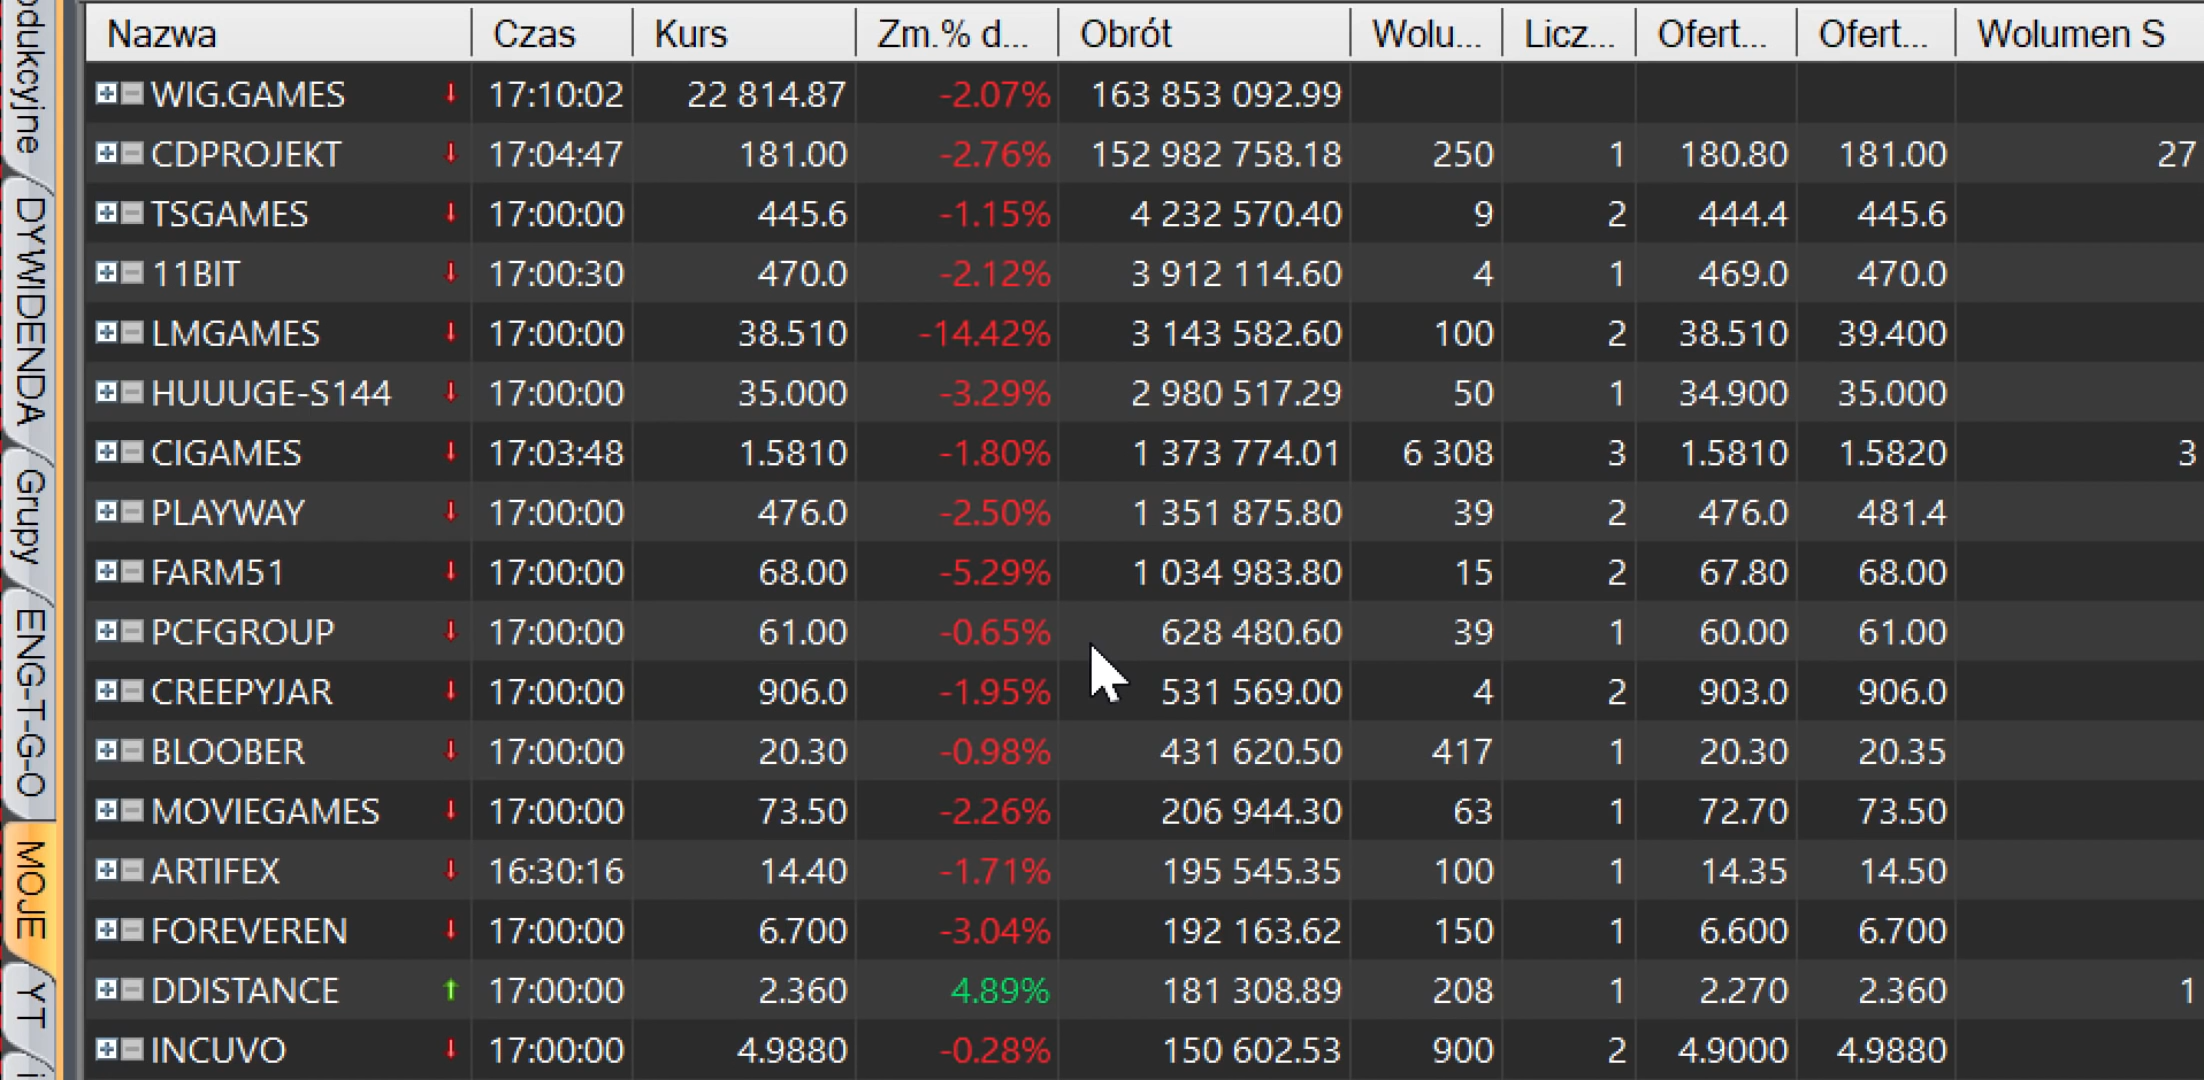 Nazwa Czas Kurs Zm.% d... Obrót Wolu... Licz... Ofert... Ofert... Wolumen S
WIG.GAMES 17:10:02 22 814.87 -2.07% 163 853 092.99
CDPROJEKT 17:04:47 181.00 -2.76% 152 982 758.18 250 1 180.80 181.00 27
TSGAMES 17:00:00 445.6 -1.15% 4 232 570.40 9 2 444.4 445.6
11BIT 17:00:30 470.0 -2.12% 3 912 114.60 4 1 469.0 470.0
LMGAMES 17:00:00 38.510 -14.42% 3 143 582.60 100 2 38.510 39.400
HUUUGE-S144 17:00:00 35.000 -3.29% 2 980 517.29 50 1 34.900 35.000
CIGAMES 17:03:48 1.5810 -1.80% 1 373 774.01 6 308 3 1.5810 1.5820 3
PLAYWAY 17:00:00 476.0 -2.50% 1 351 875.80 39 2 476.0 481.4
FARM51 17:00:00 68.00 -5.29% 1 034 983.80 15 2 67.80 68.00
PCFGROUP 17:00:00 61.00 -0.65% 628 480.60 39 1 60.00 61.00
CREEPYJAR 17:00:00 906.0 -1.95% 531 569.00 4 2 903.0 906.0
BLOOBER 17:00:00 20.30 -0.98% 431 620.50 417 1 20.30 20.35
MOVIEGAMES 17:00:00 73.50 -2.26% 206 944.30 63 1 72.70 73.50
ARTIFEX 16:30:16 14.40 -1.71% 195 545.35 100 1 14.35 14.50
FOREVEREN 17:00:00 6.700 -3.04% 192 163.62 150 1 6.600 6.700
DDISTANCE 17:00:00 2.360 4.89% 181 308.89 208 1 2.270 2.360 1
INCUVO 17:00:00 4.9880 -0.28% 150 602.53 900 2 4.9000 4.9880
odukcyjne
DYWIDENDA
Grupy
ENG-T-G-O
MOJE
YT